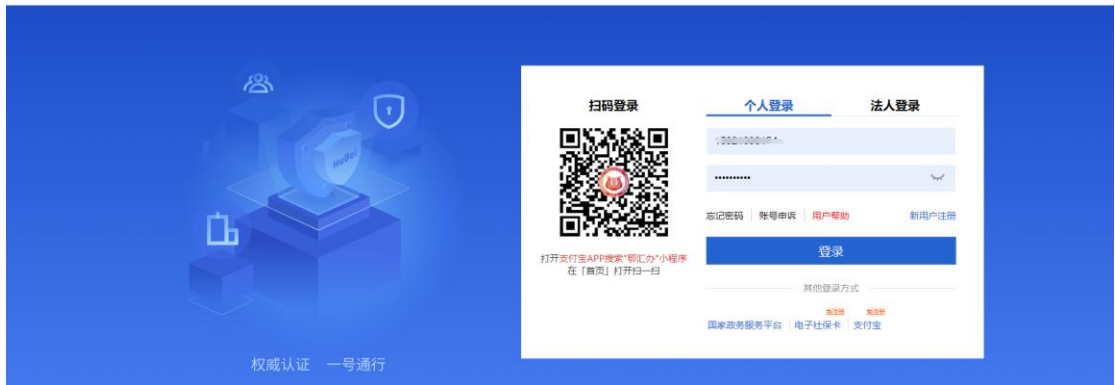 HuBei
权威认证 一号通行
扫码登录
打开支付宝APP搜索"鄂汇办"小程序
在「首页」打开扫一扫
个人登录 法人登录
忘记密码 账号申诉 用户帮助 新用户注册
登录
其他登录方式
免注册 免注册
国家政务服务平台 电子社保卡 支付宝